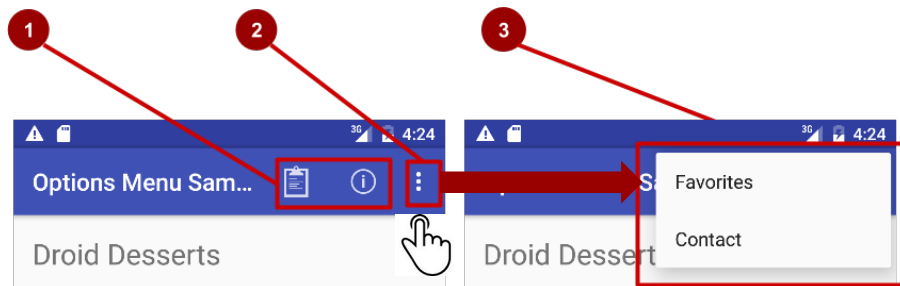 1
2
3
3G 4:24
3G 4:24
Options Menu Sam...
Sa
Favorites
Droid Desserts
Droid Dessert
Contact